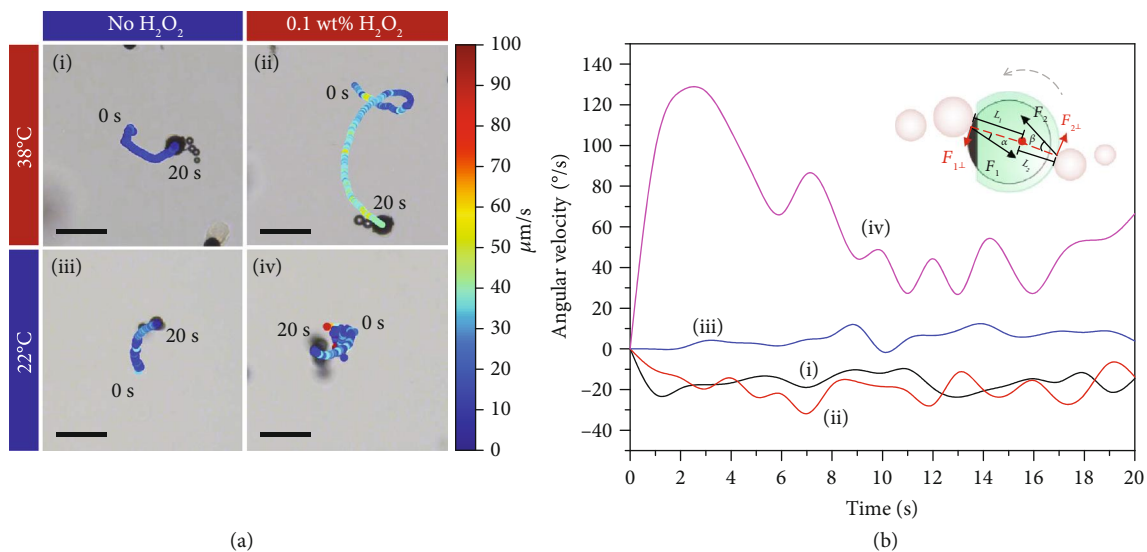 No H₂O₂
0.1 wt% H₂O₂
38°C
22°C
(i)
0 s
20 s
(ii)
0 s
20 s
(iii)
20 s
0 s
(iv)
20 s
0 s
100
90
80
70
60
50
40
30
20
10
0
μm/s
(a)
Angular velocity (°/s)
140
120
100
80
60
40
20
0
−20
−40
(iv)
(iii)
(i)
(ii)
L₁
F₂
F₂⊥
α
β
F₁⊥
F₁
L₂
0 2 4 6 8 10 12 14 16 18 20
Time (s)
(b)